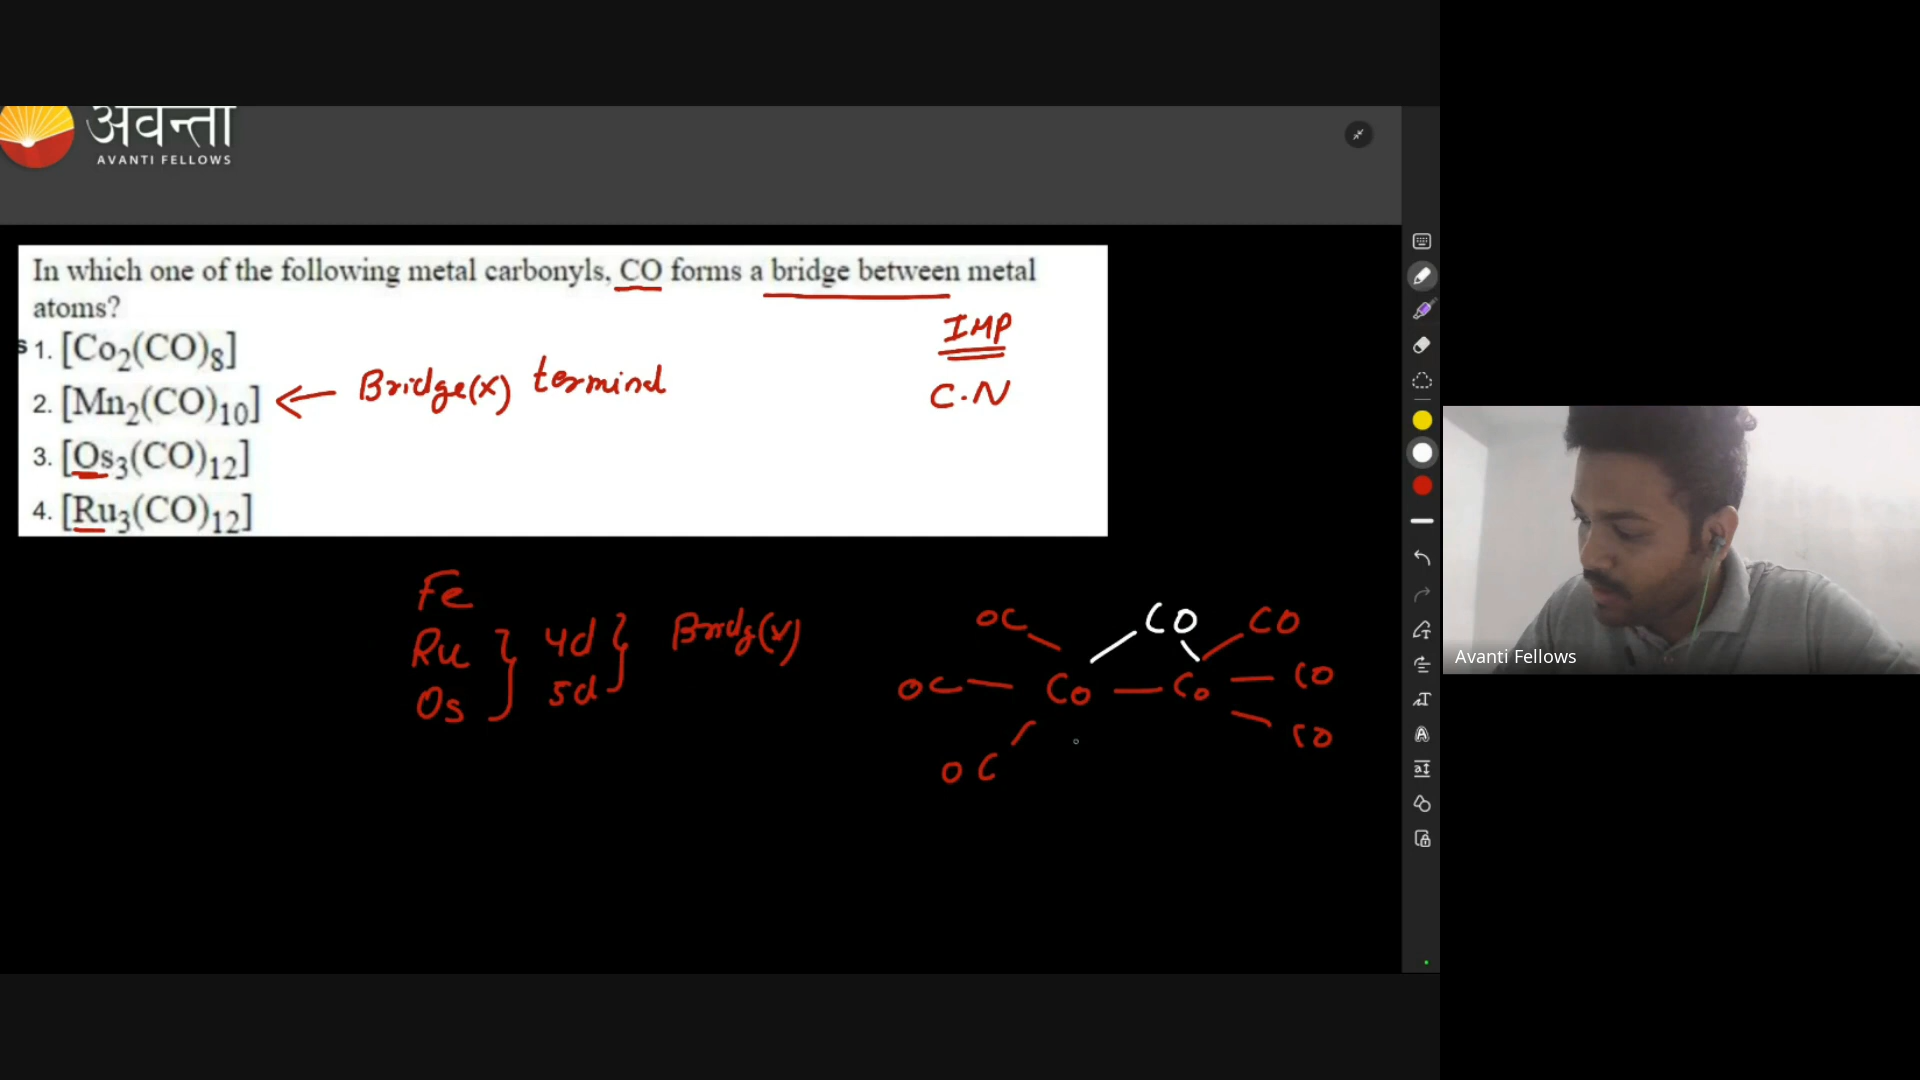 अवन्ती
AVANTI FELLOWS
In which one of the following metal carbonyls, CO forms a bridge between metal
atoms?
s 1. [Co₂(CO)₈]
2. [Mn₂(CO)₁₀] ← Bridge(x) terminal
3. [Os₃(CO)₁₂]
4. [Ru₃(CO)₁₂]
IMP
C.N
Fe
Ru } 4d } Bridg(x)
Os 5d
OC CO CO
OC — Co — Co — CO
OC CO
Avanti Fellows